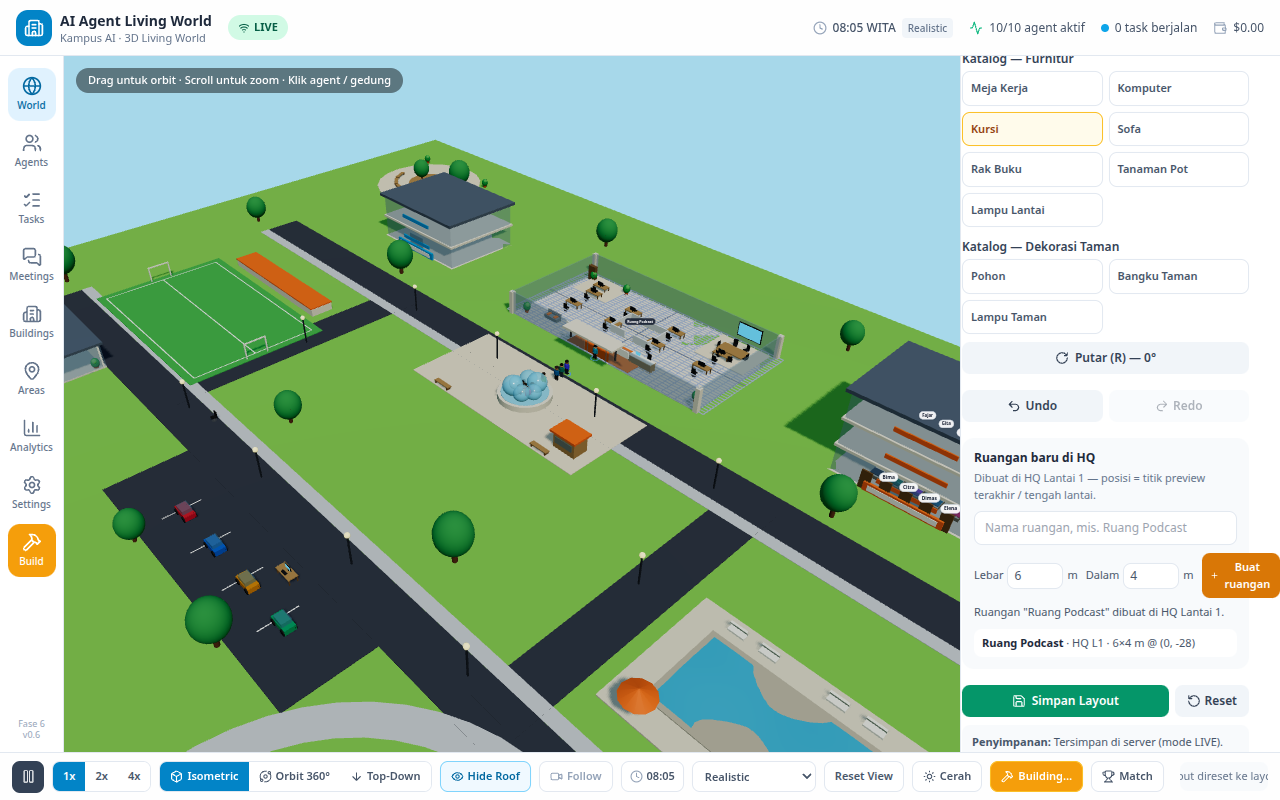 AI Agent Living World
Kampus AI · 3D Living World
LIVE
08:05 WITA
Realistic
10/10 agent aktif
0 task berjalan
$0.00
World
Agents
Tasks
Meetings
Buildings
Areas
Analytics
Settings
Build
Fase 6
v0.6
Drag untuk orbit · Scroll untuk zoom · Klik agent / gedung
Ruang Podcast
Fajar
Elsa
Bima
Citra
Dimas
Elena
Katalog — Furnitur
Meja Kerja
Komputer
Kursi
Sofa
Rak Buku
Tanaman Pot
Lampu Lantai
Katalog — Dekorasi Taman
Pohon
Bangku Taman
Lampu Taman
Putar (R) — 0°
Undo
Redo
Ruangan baru di HQ
Dibuat di HQ Lantai 1 — posisi = titik preview
terakhir / tengah lantai.
Nama ruangan, mis. Ruang Podcast
Lebar 6 m Dalam 4 m
+ Buat
ruangan
Ruangan "Ruang Podcast" dibuat di HQ Lantai 1.
Ruang Podcast · HQ L1 · 6×4 m @ (0, -28)
Simpan Layout
Reset
Penyimpanan: Tersimpan di server (mode LIVE).
1x
2x
4x
Isometric
Orbit 360°
Top-Down
Hide Roof
Follow
08:05
Realistic
Reset View
Cerah
Building...
Match
out direset ke layo